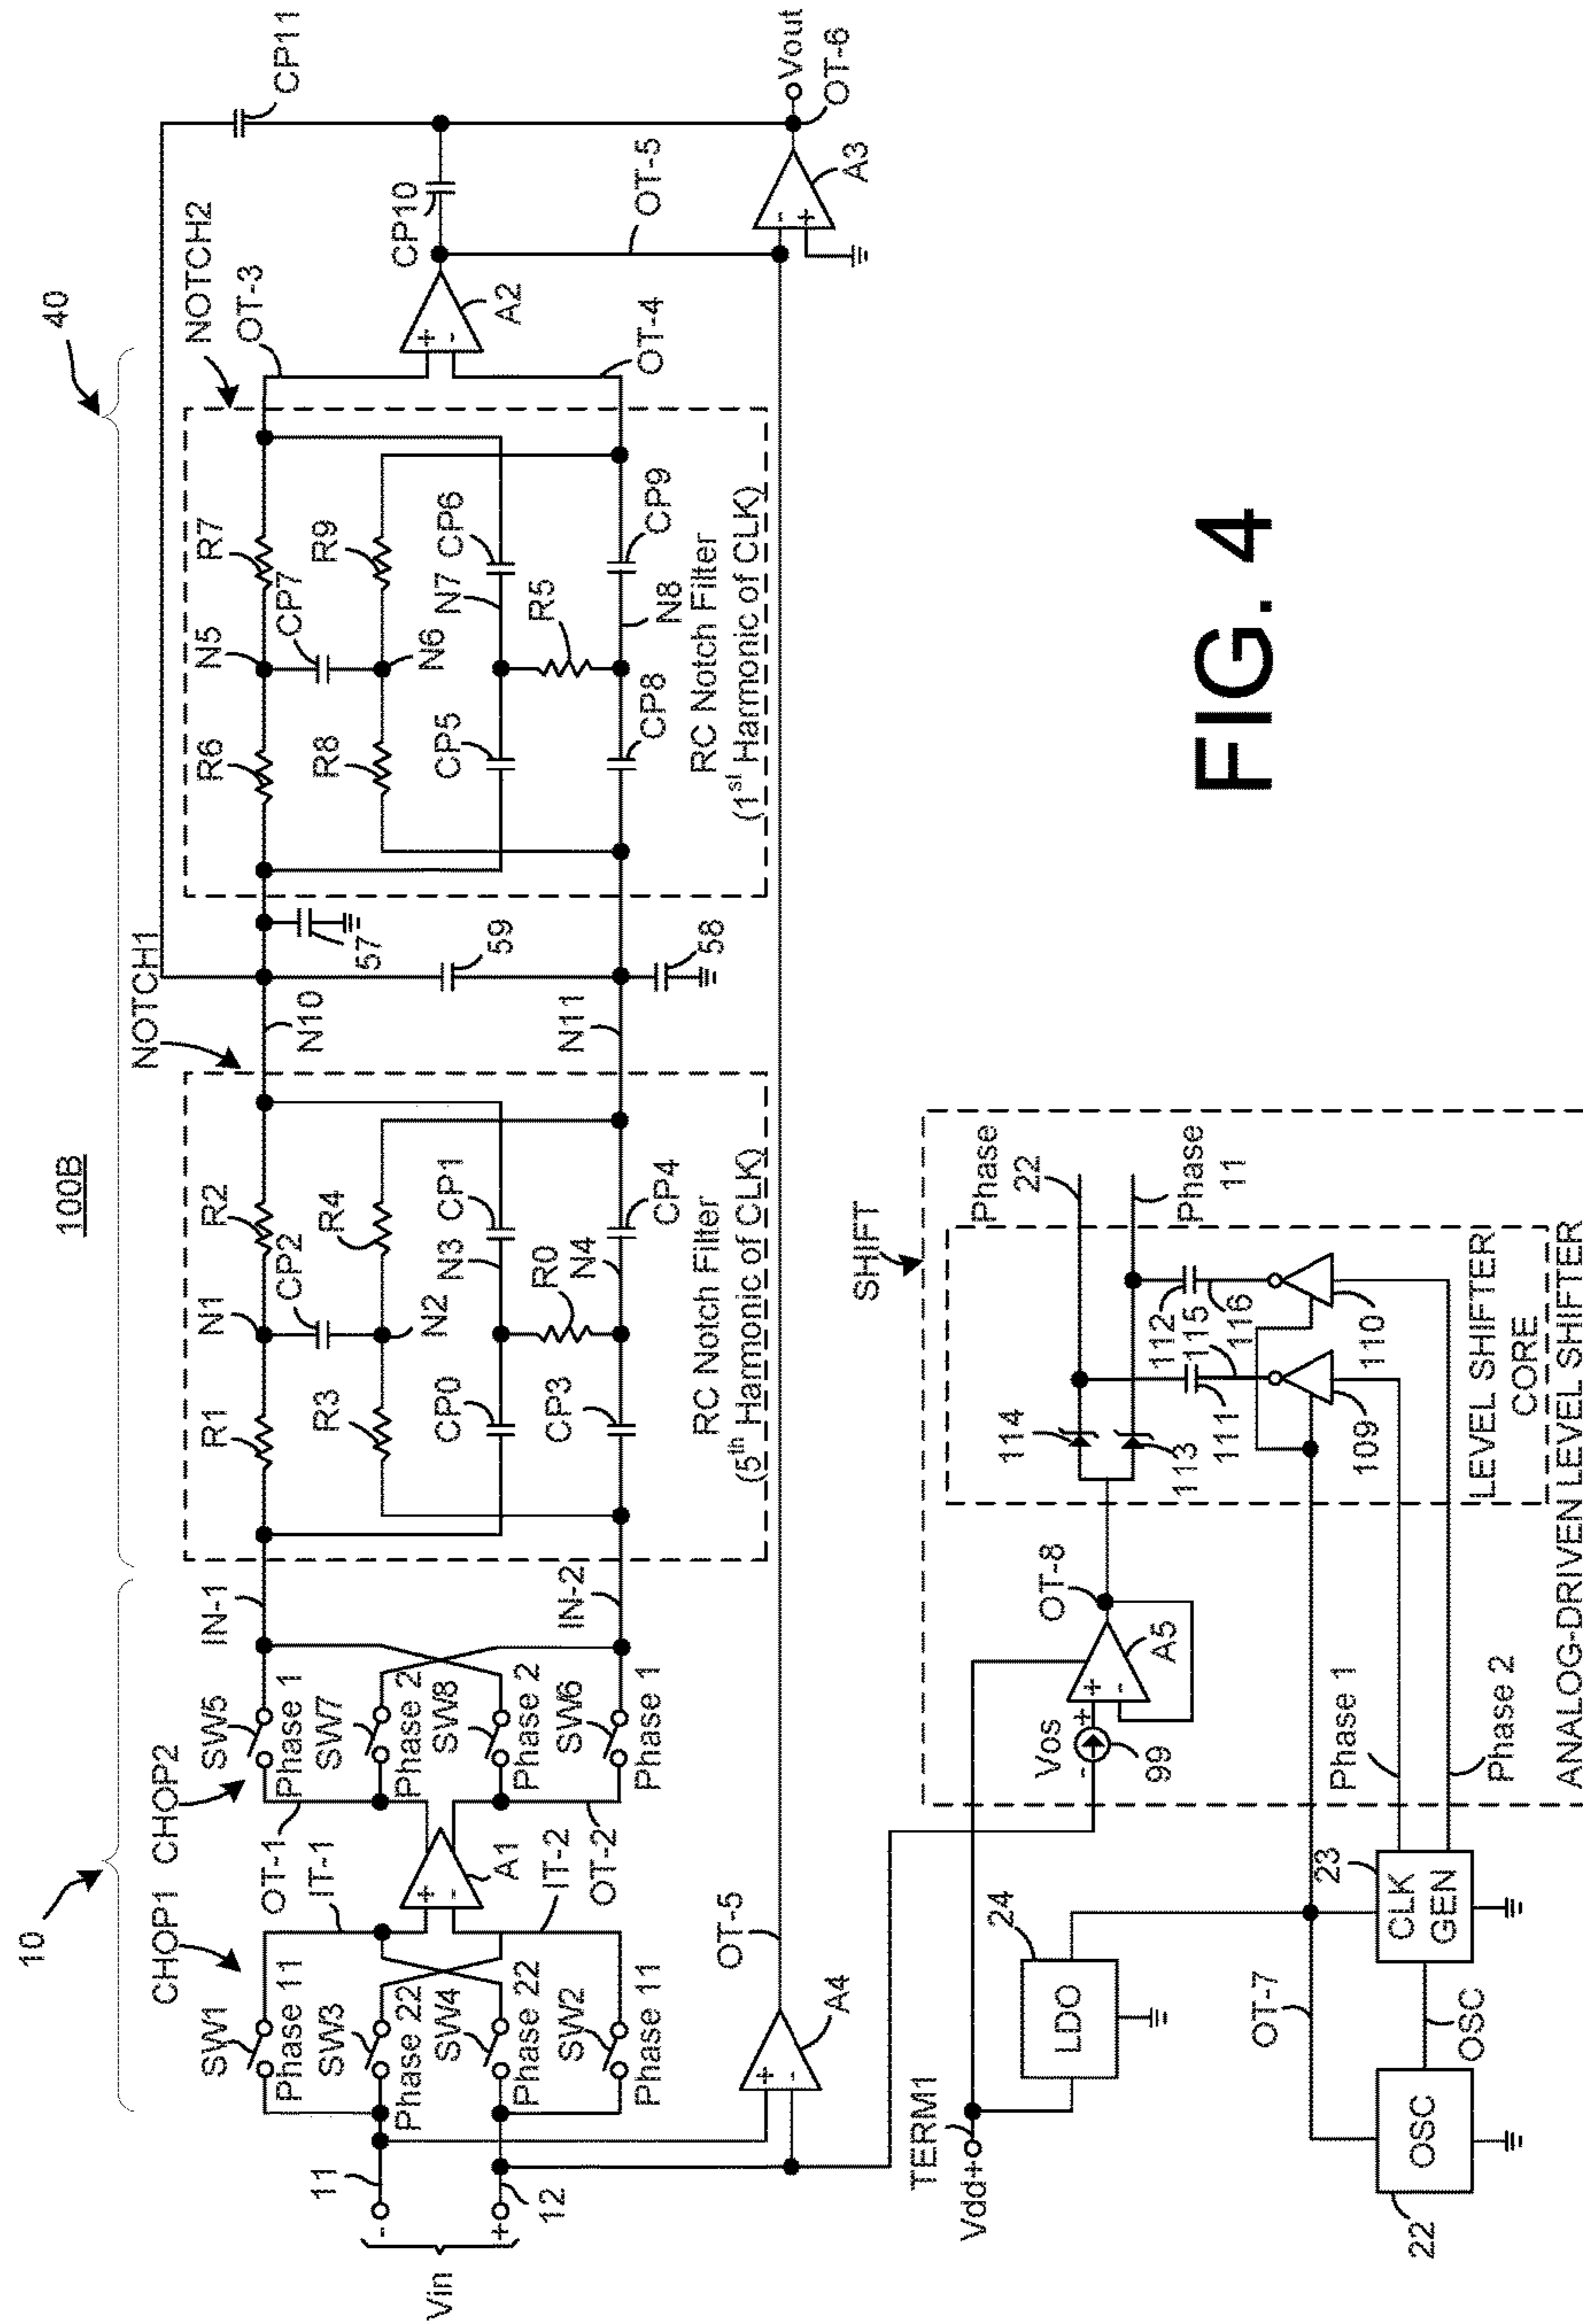 100B
10
40
CHOP1
CHOP2
NOTCH1
NOTCH2
CP11
OT-1
IT-1
SW1
Phase 11
SW3
Phase 22
SW4
Phase 22
SW2
Phase 11
A1
IT-2
OT-2
SW5
Phase 1
SW7
Phase 2
SW8
Phase 2
SW6
Phase 1
IN-1
IN-2
R1
N1
R2
CP2
R3
R4
N2
CP0
N3
CP1
R0
CP3
N4
CP4
RC Notch Filter
(5th Harmonic of CLK)
N10
N11
57
59
58
R6
N5
R7
CP7
R8
R9
N6
CP5
N7
CP6
R5
CP8
N8
CP9
RC Notch Filter
(1st Harmonic of CLK)
OT-3
OT-4
+
-
A2
CP10
OT-5
-
+
A3
Vout
OT-6
Vin
-
+
11
12
+
-
+
-
A4
OT-5
TERM1
Vdd+
24
LDO
OT-7
22
OSC
OSC
23
CLK
GEN
Phase 1
Phase 2
Vos
-
+
99
+
-
A5
OT-8
SHIFT
114
113
111
112
115
116
109
110
Phase
22
Phase
11
LEVEL SHIFTER
CORE
ANALOG-DRIVEN LEVEL SHIFTER
FIG. 4